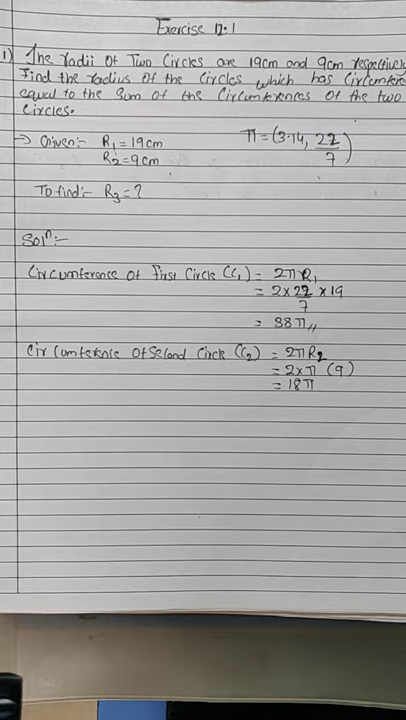 Exercise 12.1
1) The radii of Two Circles are 19cm and 9cm respectively
Find the radius of the circles which has Circumfere
equal to the Sum of the Circumferences of the two
Circles.
→ Given:- R₁ = 19cm π = (3.14, 22/7)
R₂ = 9cm
To find:- R₃ = ?
Solⁿ:-
Circumference of First Circle (C₁) = 2πR₁
= 2 x 22/7 x 19
= 38π //
Circumference of Second Circle (C₂) = 2πR₂
= 2 x π (9)
= 18π